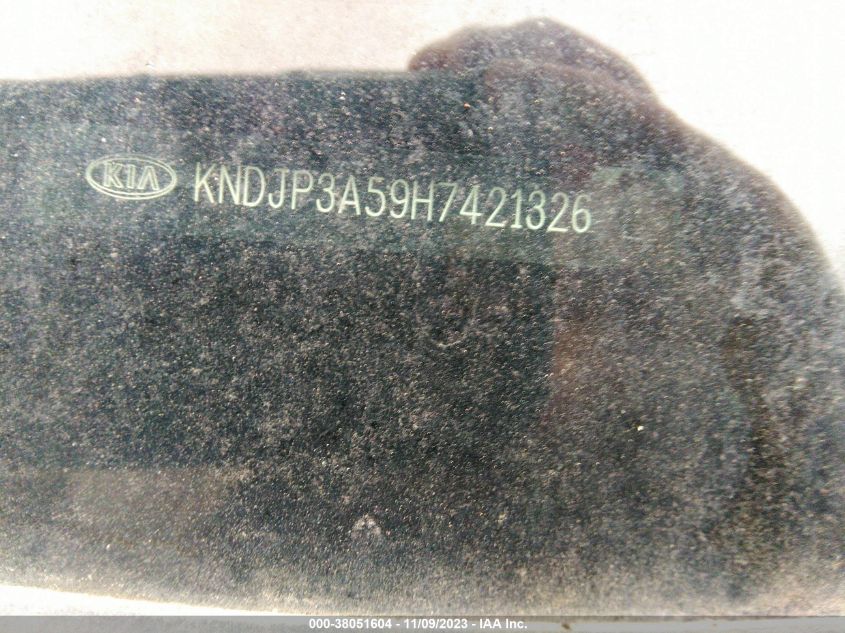 KIA KNDJP3A59H7421326
000-38051604 - 11/09/2023 - IAA Inc.